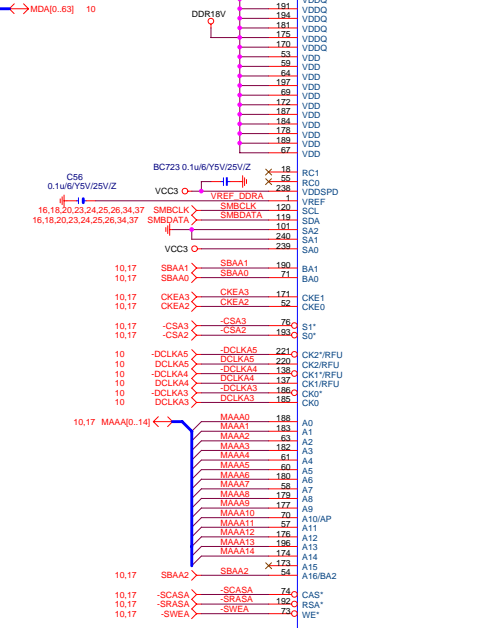 VDDQ
MDA[0..63] 10
191 VDDQ
DDR18V
194 VDDQ
181 VDDQ
175 VDDQ
170 VDDQ
53 VDD
59 VDD
64 VDD
197 VDD
69 VDD
172 VDD
187 VDD
184 VDD
178 VDD
189 VDD
67 VDD
BC723 0.1u/6/Y5V/25V/Z
18 RC1
C56
55 RC0
0.1u/6/Y5V/25V/Z
VCC3
238 VDDSPD
VREF_DDRA 1 VREF
16,18,20,23,24,25,26,34,37 SMBCLK SMBCLK 120 SCL
16,18,20,23,24,25,26,34,37 SMBDATA SMBDATA 119 SDA
101 SA2
240 SA1
VCC3 239 SA0
10,17 SBAA1 SBAA1 190 BA1
10,17 SBAA0 SBAA0 71 BA0
10,17 CKEA3 CKEA3 171 CKE1
10,17 CKEA2 CKEA2 52 CKE0
10,17 -CSA3 -CSA3 76 S1*
10,17 -CSA2 -CSA2 193 S0*
10 -DCLKA5 -DCLKA5 221 CK2*/RFU
10 DCLKA5 DCLKA5 220 CK2/RFU
10 -DCLKA4 -DCLKA4 138 CK1*/RFU
10 DCLKA4 DCLKA4 137 CK1/RFU
10 -DCLKA3 -DCLKA3 186 CK0*
10 DCLKA3 DCLKA3 185 CK0
10,17 MAAA[0..14] MAAA0 188 A0
MAAA1 183 A1
MAAA2 63 A2
MAAA3 182 A3
MAAA4 61 A4
MAAA5 60 A5
MAAA6 180 A6
MAAA7 58 A7
MAAA8 179 A8
MAAA9 177 A9
MAAA10 70 A10/AP
MAAA11 57 A11
MAAA12 176 A12
MAAA13 196 A13
MAAA14 174 A14
173 A15
10,17 SBAA2 SBAA2 54 A16/BA2
10,17 -SCASA -SCASA 74 CAS*
10,17 -SRASA -SRASA 192 RSA*
10,17 -SWEA -SWEA 73 WE*